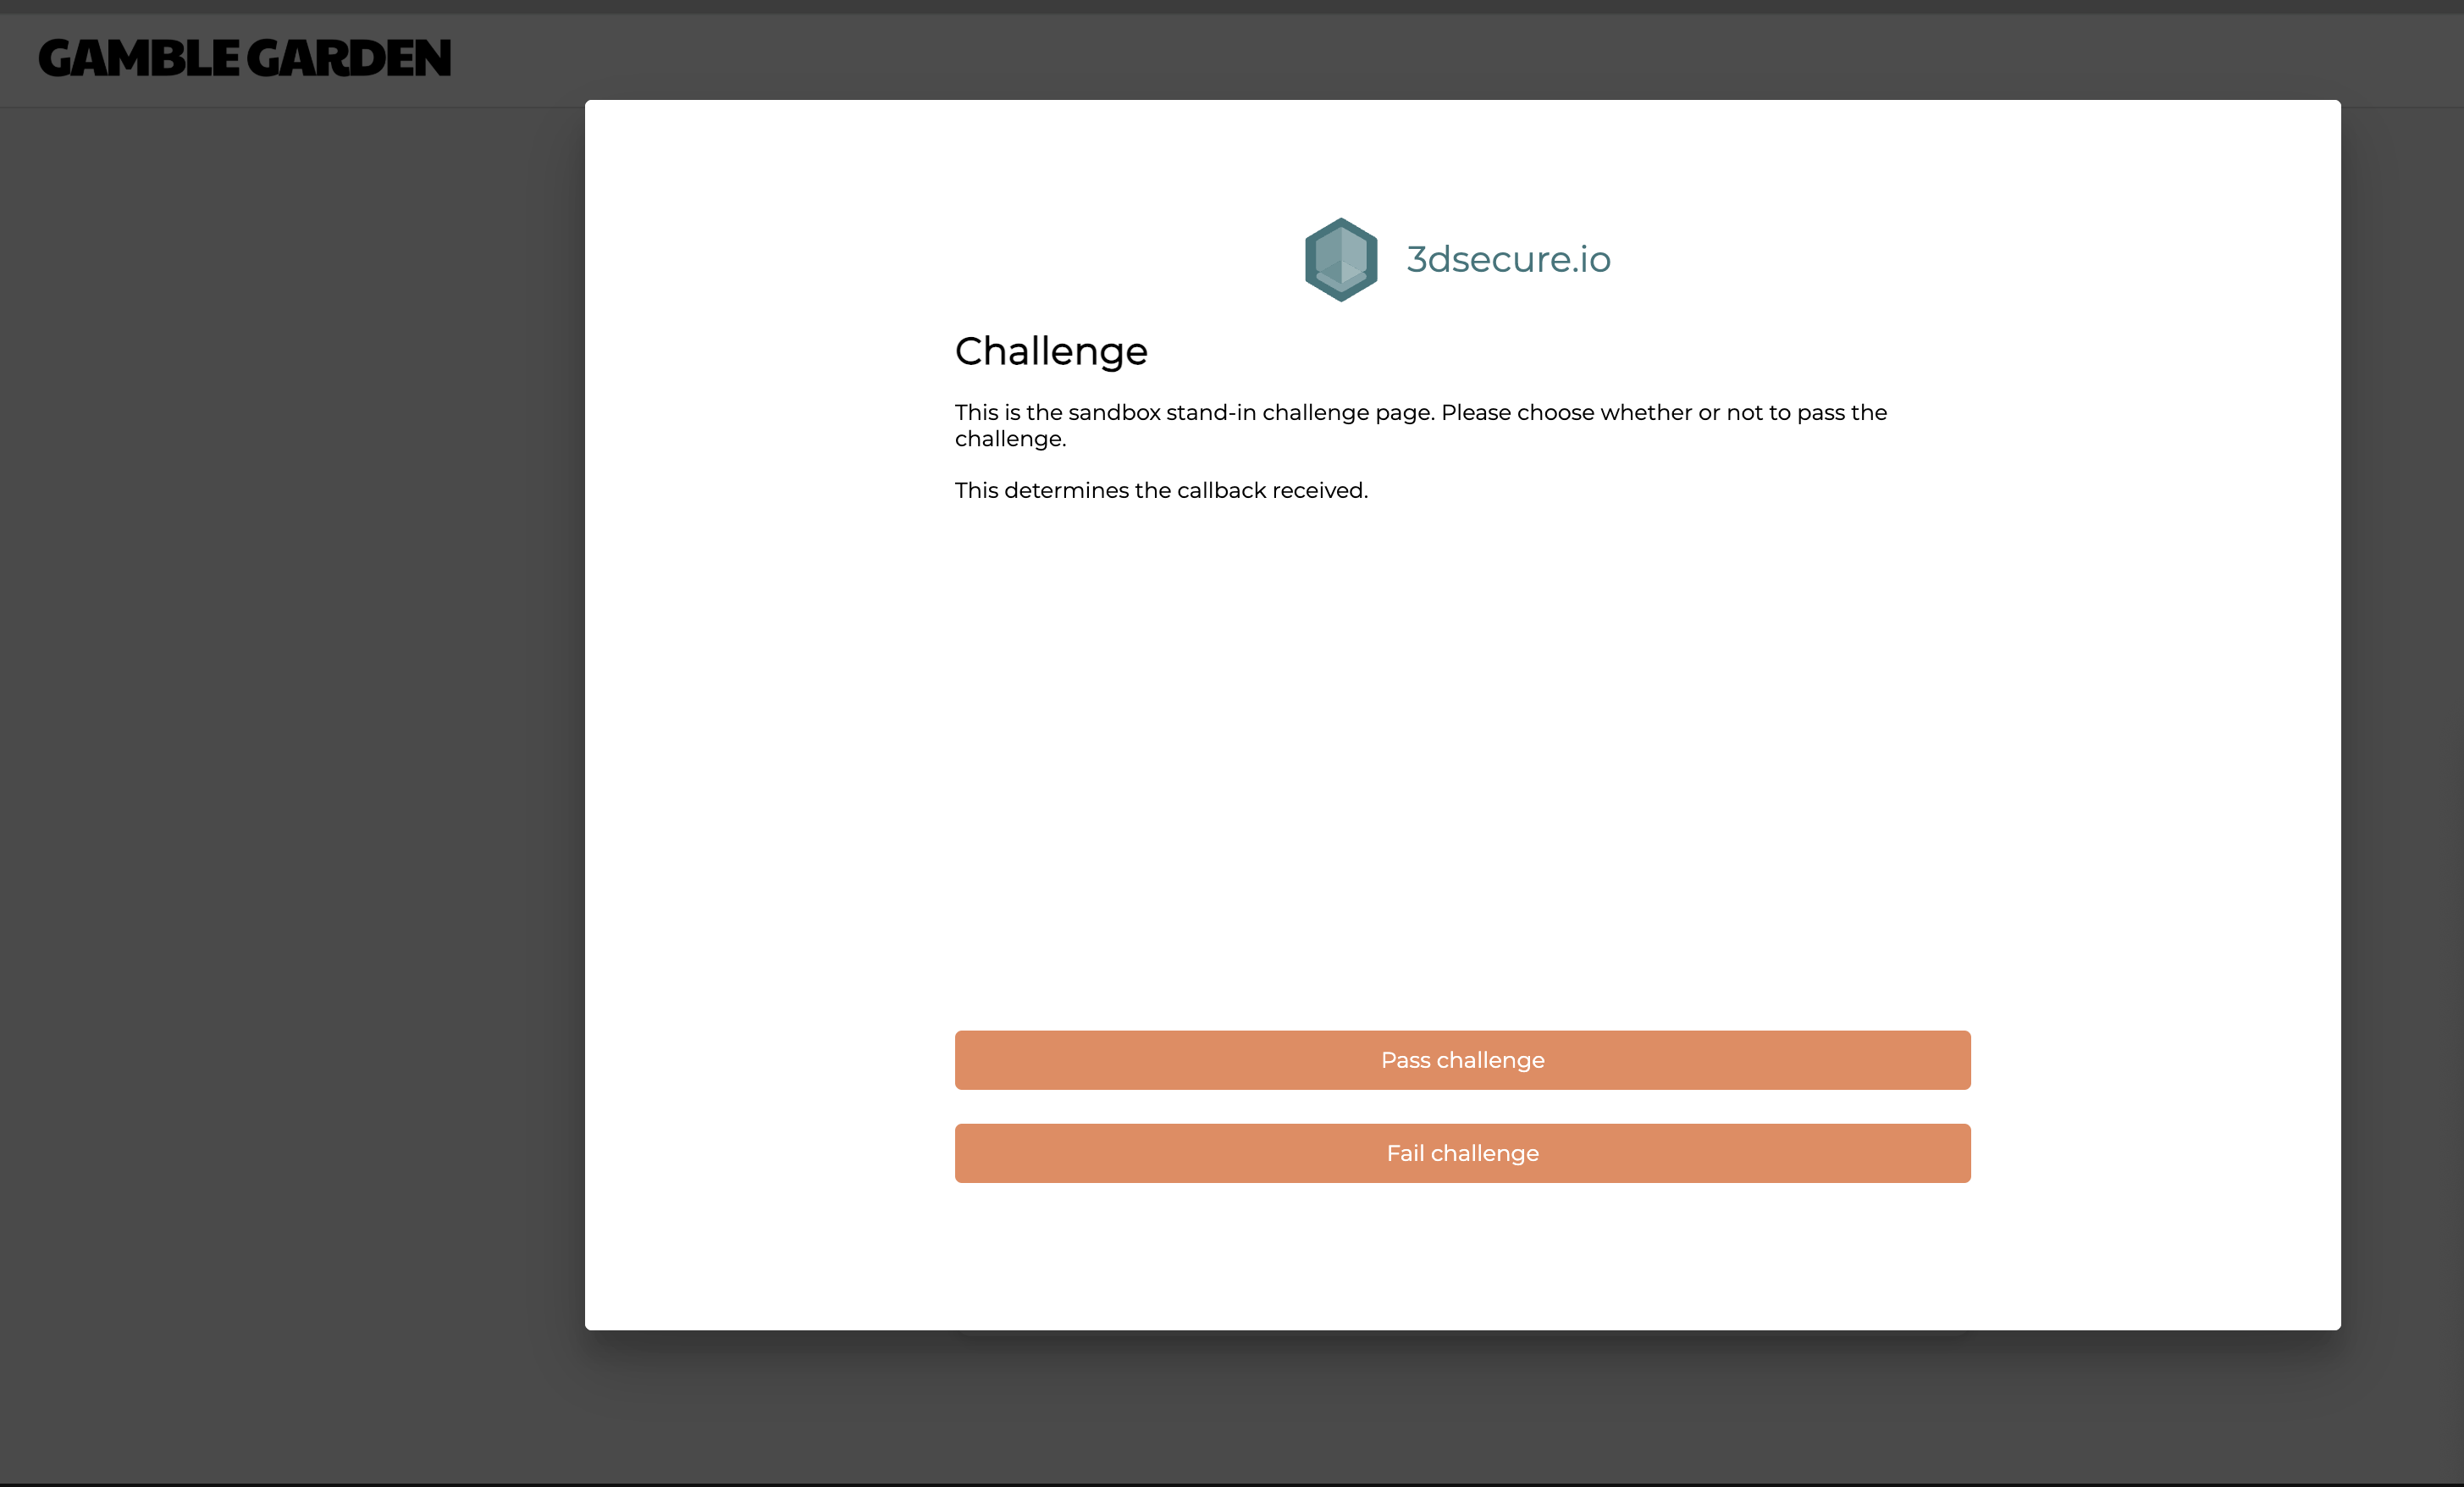 GAMBLE GARDEN
3dsecure.io
Challenge
This is the sandbox stand-in challenge page. Please choose whether or not to pass the
challenge.
This determines the callback received.
Pass challenge
Fail challenge